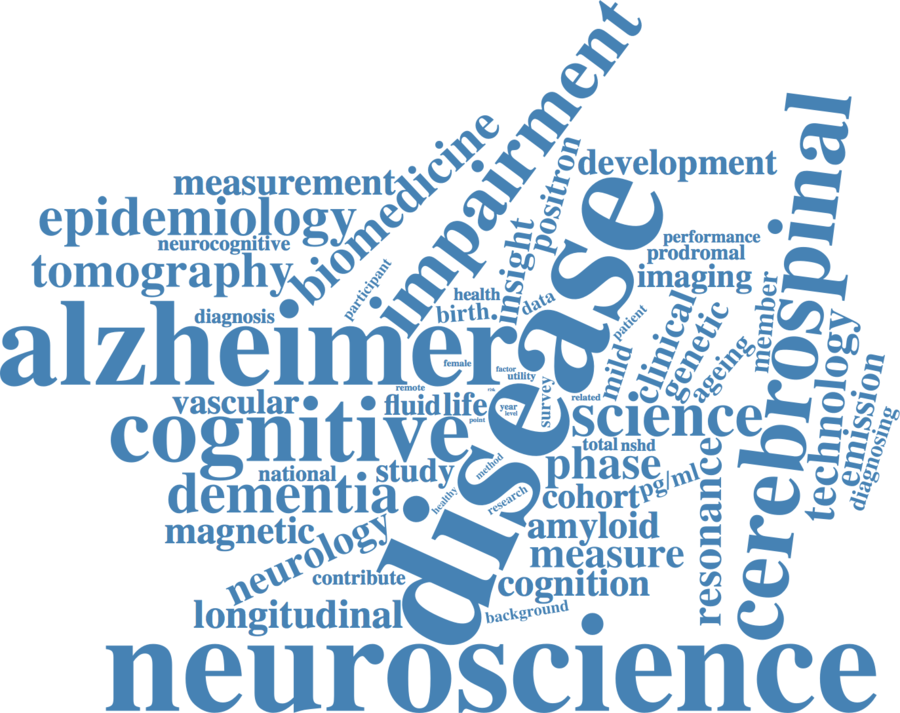 impairment
biomedicine
measurement
epidemiology
neurocognitive
tomography
positron
development
disease
cerebrospinal
insight
performance
prodromal
imaging
participant
health
birth.
data
diagnosis
alzheimer
patient
clinical
genetic
member
ageing
mild
technology
emission
diagnosing
female
factor
utility
remote
risk
related
survey
vascular
fluid
life
year
level
point
science
cognitive
total
nshd
national
study
method
phase
pg/ml
resonance
dementia
healthy
research
cohort
magnetic
neurology
amyloid
measure
contribute
cognition
longitudinal
background
neuroscience